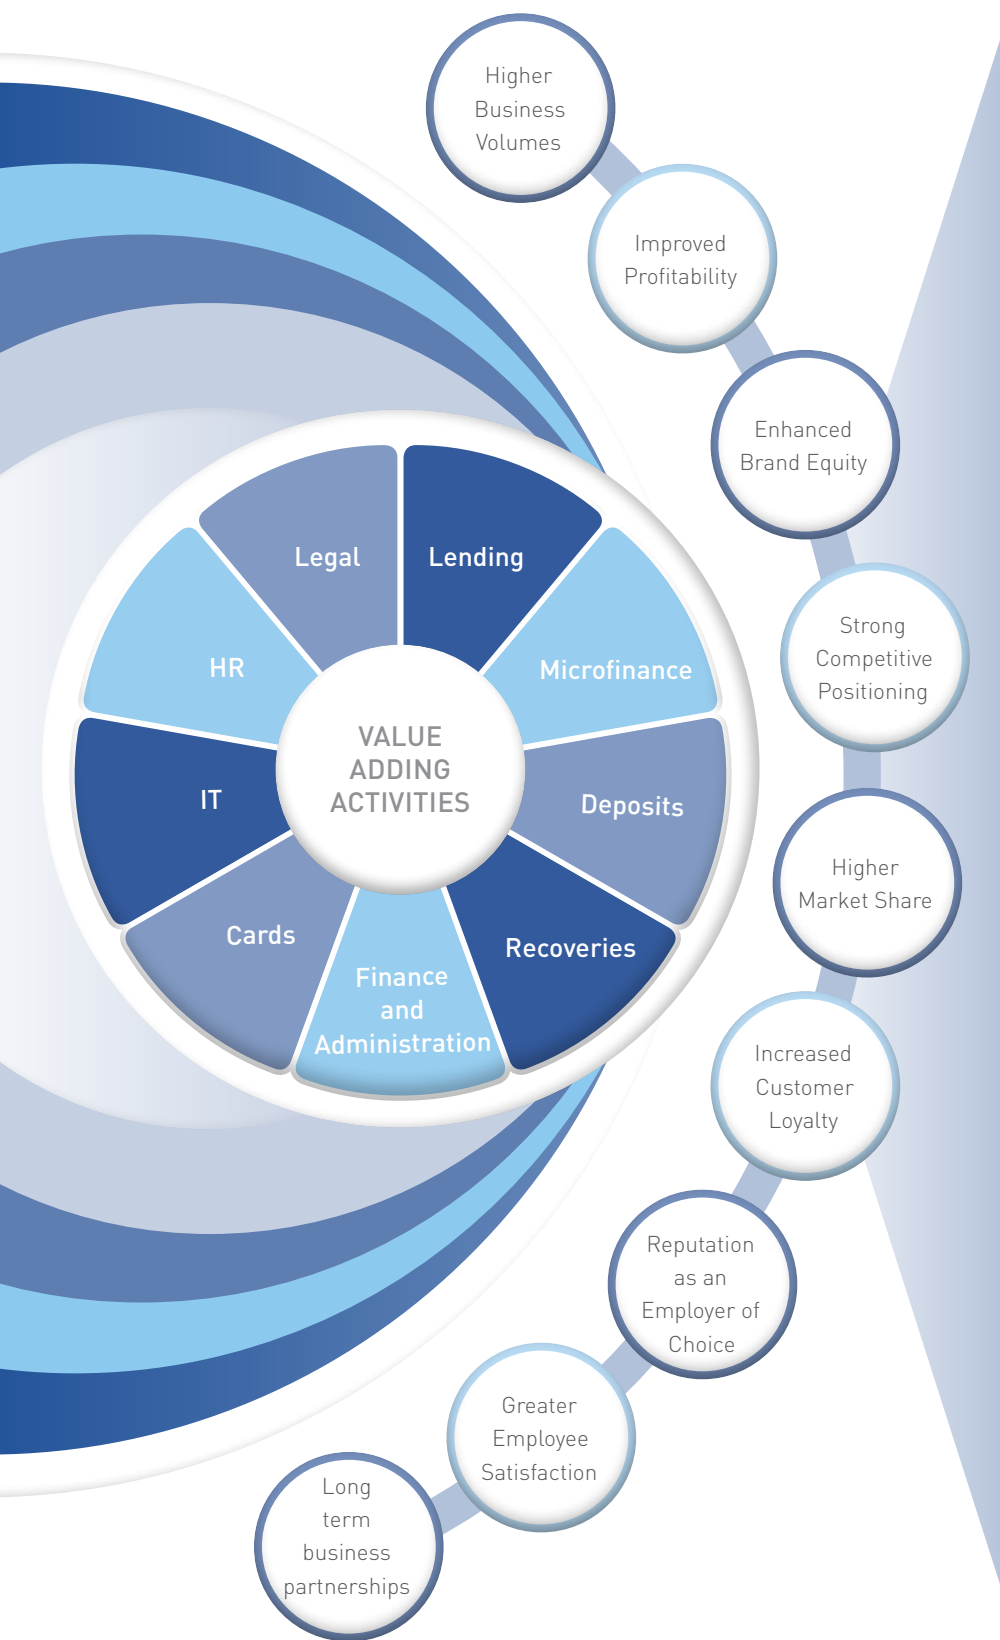 Higher
Business
Volumes
Improved
Profitability
Enhanced
Brand Equity
Strong
Competitive
Positioning
Higher
Market Share
Increased
Customer
Loyalty
Reputation
as an
Employer of
Choice
Greater
Employee
Satisfaction
Long
term
business
partnerships
VALUE
ADDING
ACTIVITIES
Lending
Microfinance
Deposits
Recoveries
Finance
and
Administration
Cards
IT
HR
Legal